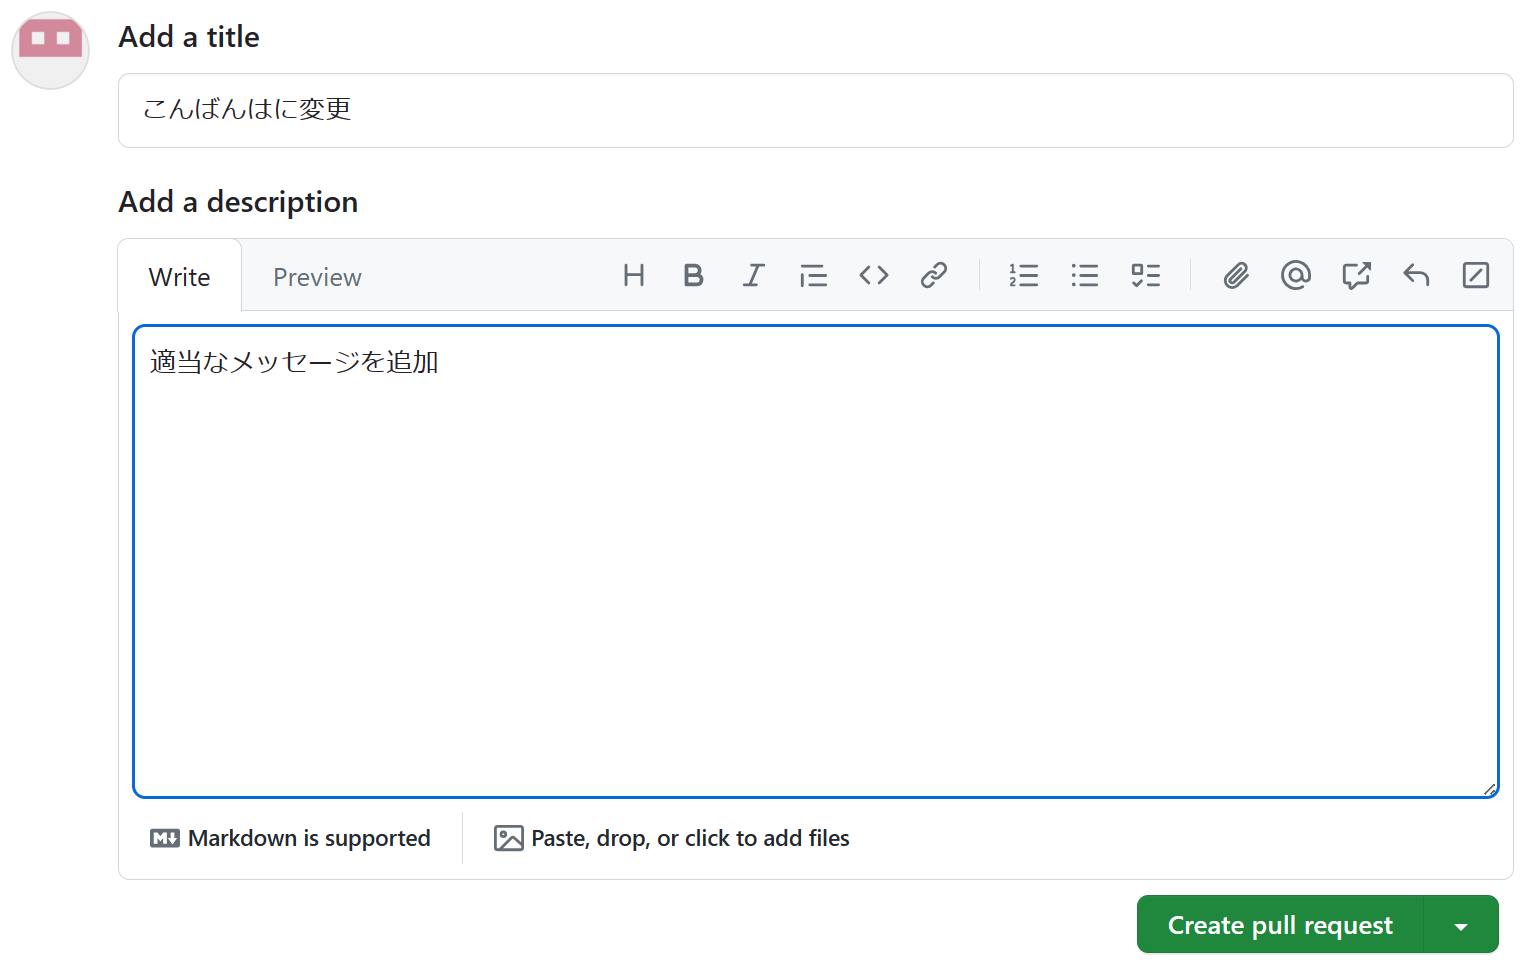 Add a title
こんばんはに変更
Add a description
Write Preview
適当なメッセージを追加
Markdown is supported Paste, drop, or click to add files
Create pull request